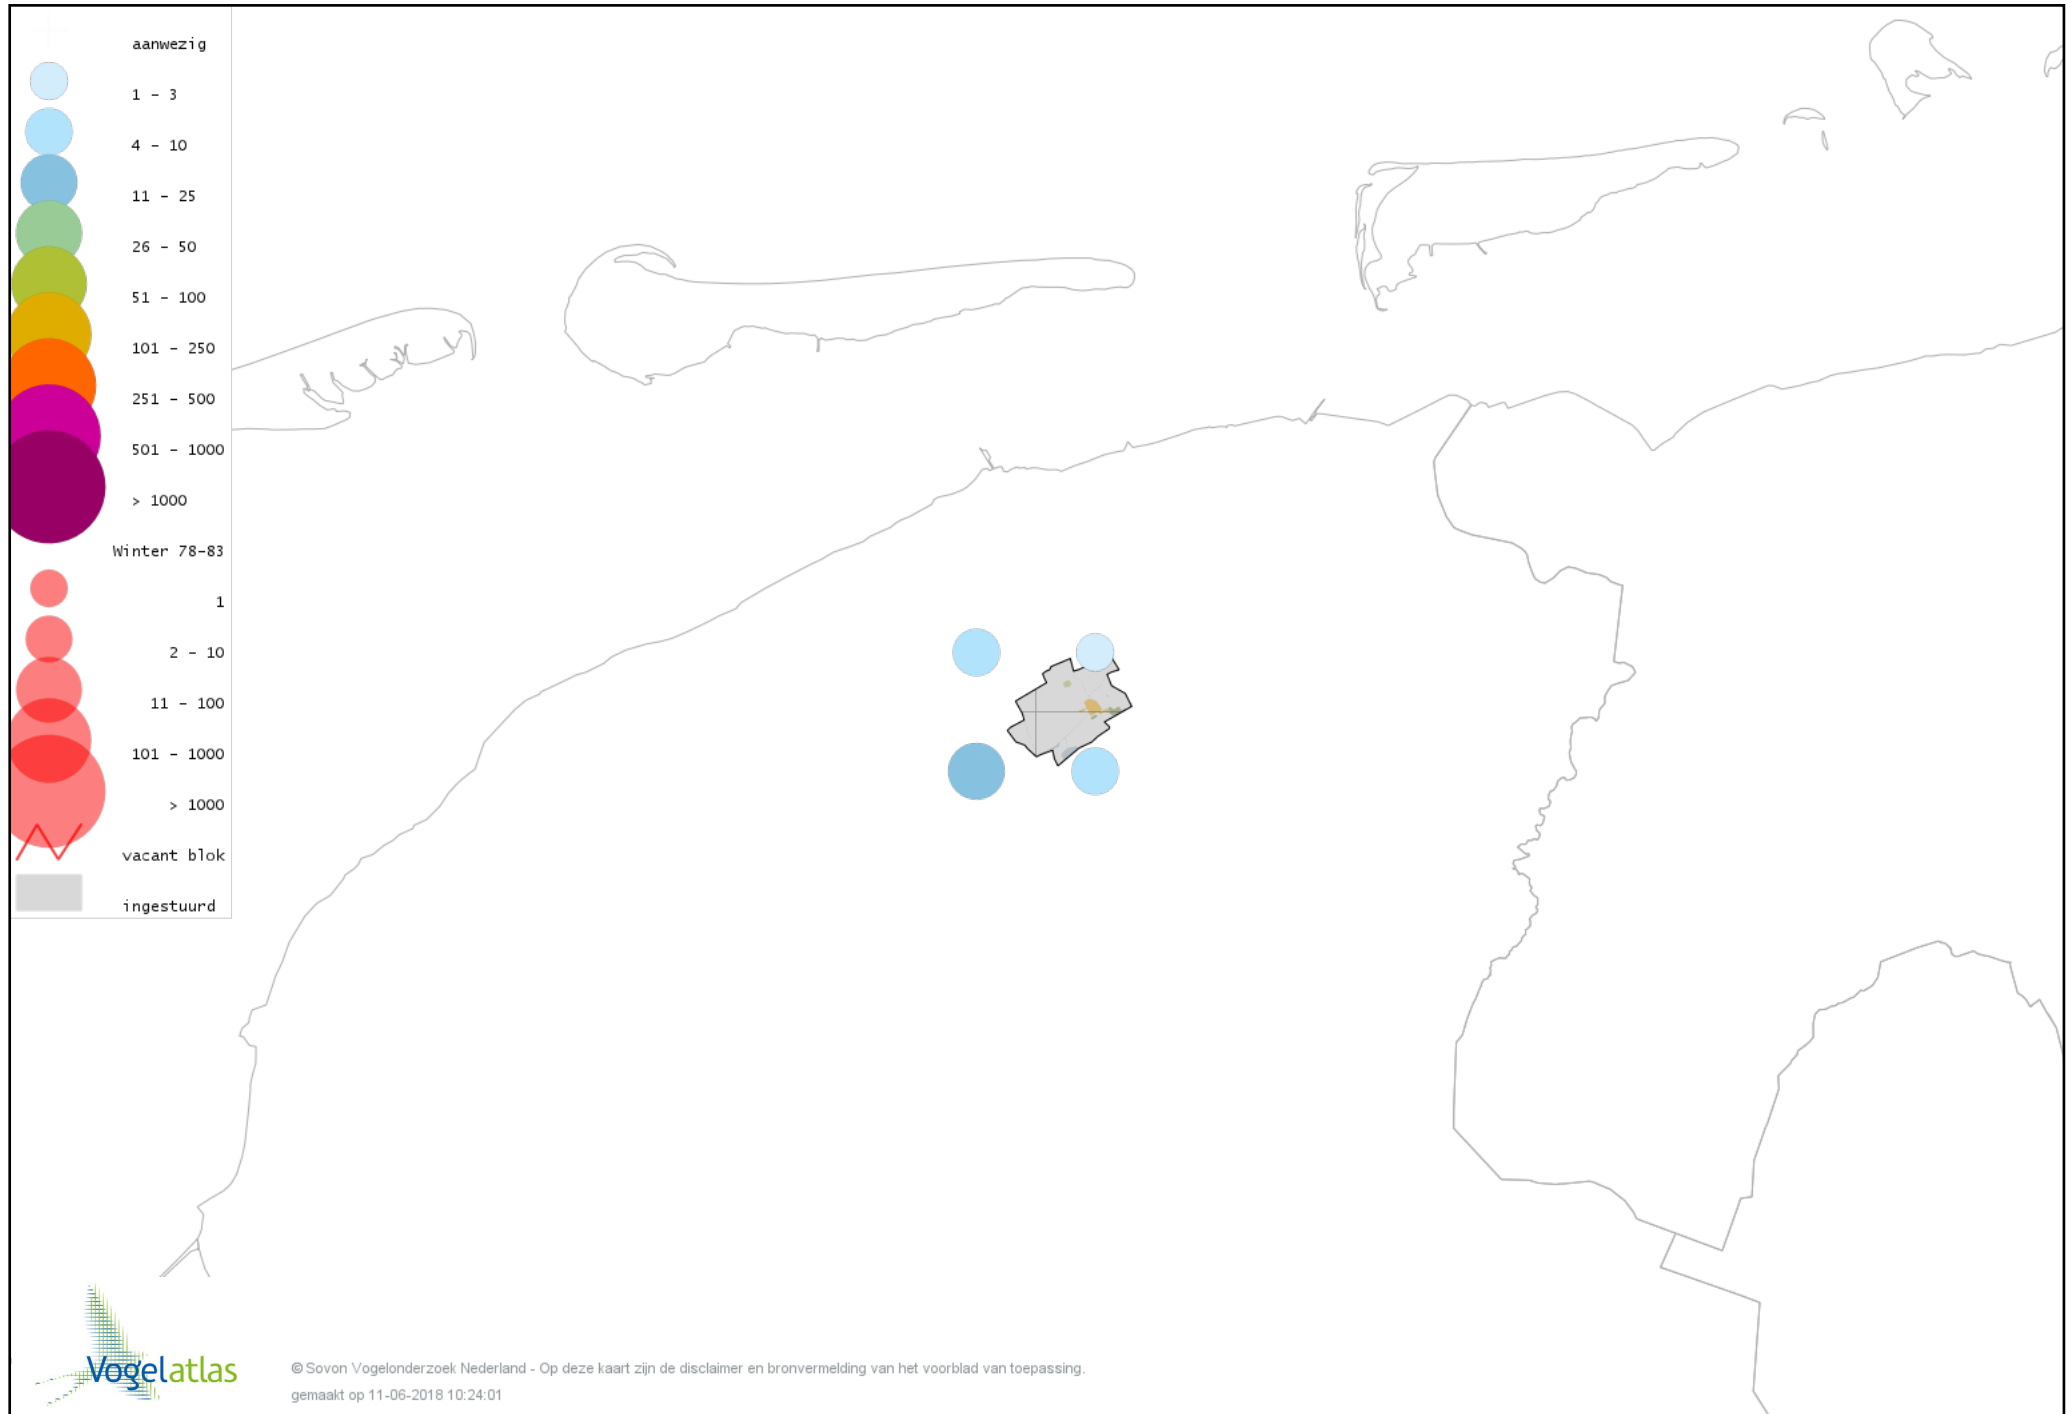 aanwezig
1 - 3
4 - 10
11 - 25
26 - 50
51 - 100
101 - 250
251 - 500
501 - 1000
> 1000
Winter 78-83
1
2 - 10
11 - 100
101 - 1000
> 1000
vacant blok
ingestuurd
Vogelatlas
© Sovon Vogelonderzoek Nederland - Op deze kaart zijn de disclaimer en bronvermelding van het voorblad van toepassing.
gemaakt op 11-06-2018 10:24:01